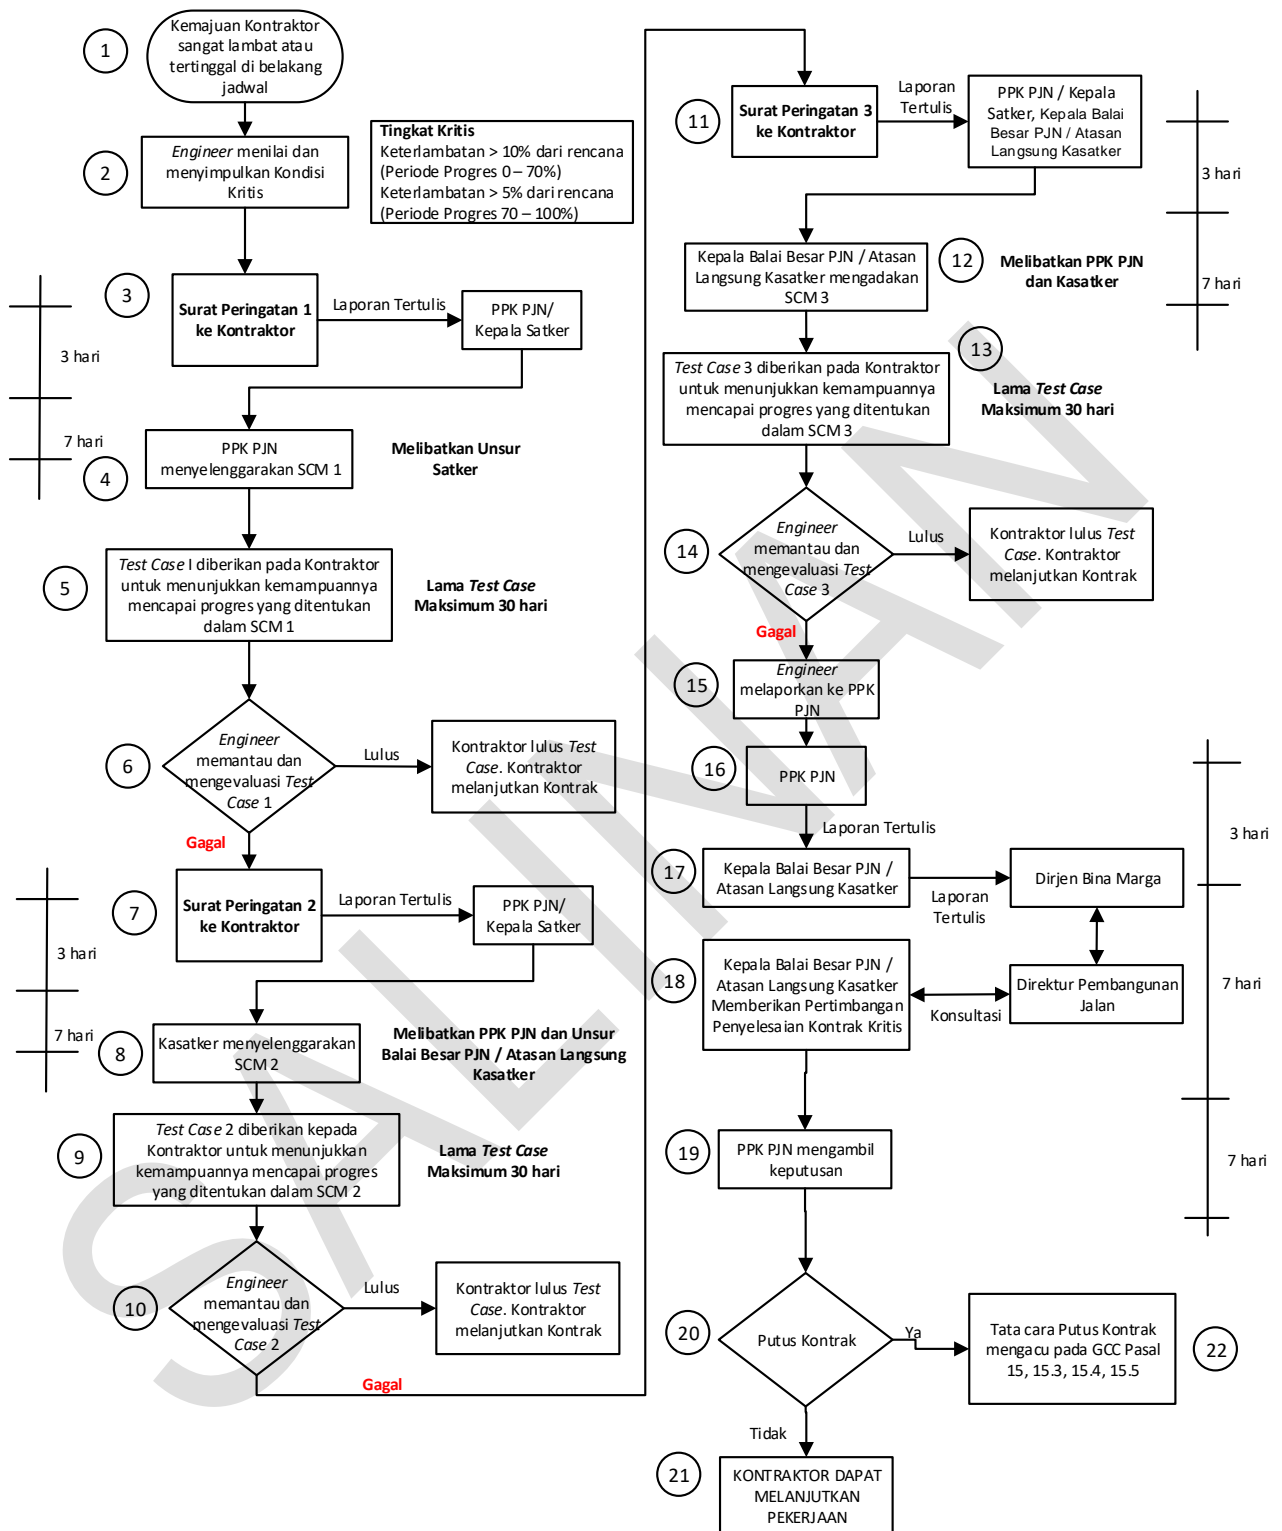 1
Kemajuan Kontraktor
sangat lambat atau
tertinggal di belakang
jadwal
2
Engineer menilai dan
menyimpulkan Kondisi
Kritis
Tingkat Kritis
Keterlambatan > 10% dari rencana
(Periode Progres 0 – 70%)
Keterlambatan > 5% dari rencana
(Periode Progres 70 – 100%)
3
Surat Peringatan 1
ke Kontraktor
Laporan Tertulis
PPK PJN/
Kepala Satker
3 hari
7 hari
4
PPK PJN
menyelenggarakan SCM 1
Melibatkan Unsur
Satker
5
Test Case I diberikan pada Kontraktor
untuk menunjukkan kemampuannya
mencapai progres yang ditentukan
dalam SCM 1
Lama Test Case
Maksimum 30 hari
6
Engineer
memantau dan
mengevaluasi Test
Case 1
Lulus
Kontraktor lulus Test
Case. Kontraktor
melanjutkan Kontrak
Gagal
7
Surat Peringatan 2
ke Kontraktor
Laporan Tertulis
PPK PJN/
Kepala Satker
3 hari
7 hari
8
Kasatker menyelenggarakan
SCM 2
Melibatkan PPK PJN dan Unsur
Balai Besar PJN / Atasan Langsung
Kasatker
9
Test Case 2 diberikan kepada
Kontraktor untuk menunjukkan
kemampuannya mencapai progres
yang ditentukan dalam SCM 2
Lama Test Case
Maksimum 30 hari
10
Engineer
memantau dan
mengevaluasi Test
Case 2
Lulus
Kontraktor lulus Test
Case. Kontraktor
melanjutkan Kontrak
Gagal
11
Surat Peringatan 3
ke Kontraktor
Laporan
Tertulis
PPK PJN / Kepala
Satker, Kepala Balai
Besar PJN / Atasan
Langsung Kasatker
3 hari
7 hari
12
Kepala Balai Besar PJN / Atasan
Langsung Kasatker mengadakan
SCM 3
Melibatkan PPK PJN
dan Kasatker
13
Test Case 3 diberikan pada Kontraktor
untuk menunjukkan kemampuannya
mencapai progres yang ditentukan
dalam SCM 3
Lama Test Case
Maksimum 30 hari
14
Engineer
memantau dan
mengevaluasi Test
Case 3
Lulus
Kontraktor lulus Test
Case. Kontraktor
melanjutkan Kontrak
Gagal
15
Engineer
melaporkan ke PPK
PJN
16
PPK PJN
Laporan Tertulis
17
Kepala Balai Besar PJN /
Atasan Langsung Kasatker
Laporan
Tertulis
Dirjen Bina Marga
3 hari
18
Kepala Balai Besar PJN /
Atasan Langsung Kasatker
Memberikan Pertimbangan
Penyelesaian Kontrak Kritis
Konsultasi
Direktur Pembangunan
Jalan
7 hari
19
PPK PJN mengambil
keputusan
7 hari
20
Putus Kontrak
Ya
Tata cara Putus Kontrak
mengacu pada GCC Pasal
15, 15.3, 15.4, 15.5
22
Tidak
21
KONTRAKTOR DAPAT
MELANJUTKAN
PEKERJAAN
SALINAN